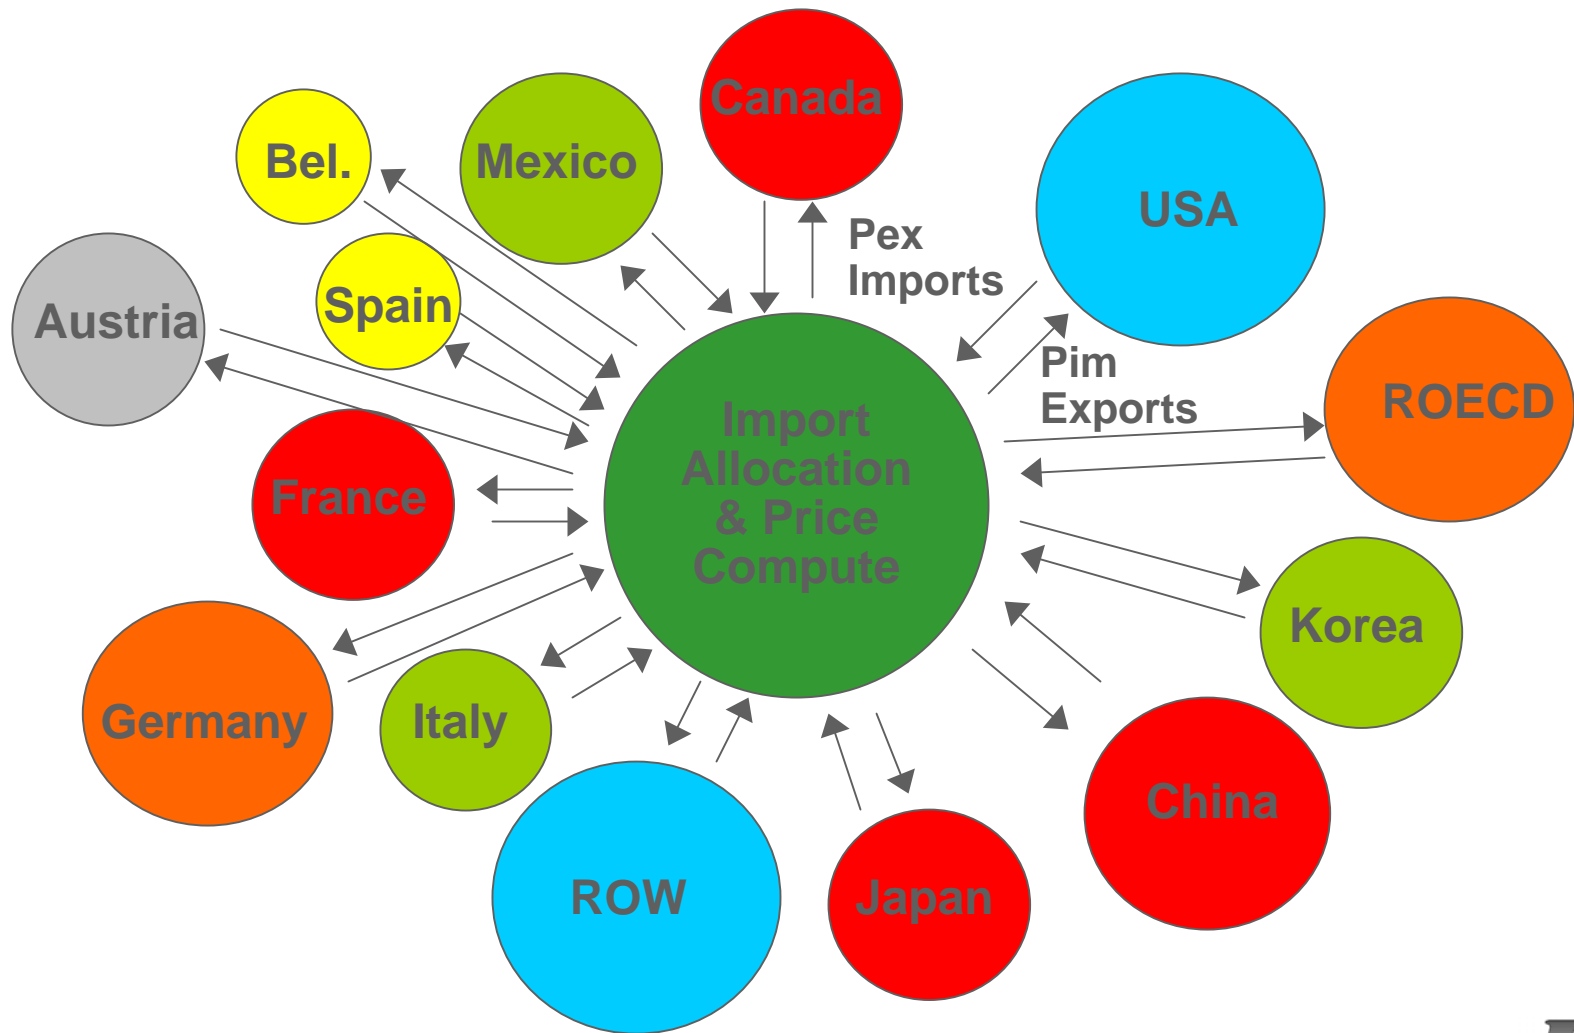 Canada
Bel.
Mexico
USA
Pex
Imports
Spain
Austria
Pim
Exports
ROECD
Import
Allocation
& Price
Compute
France
Korea
Germany
Italy
China
ROW
Japan